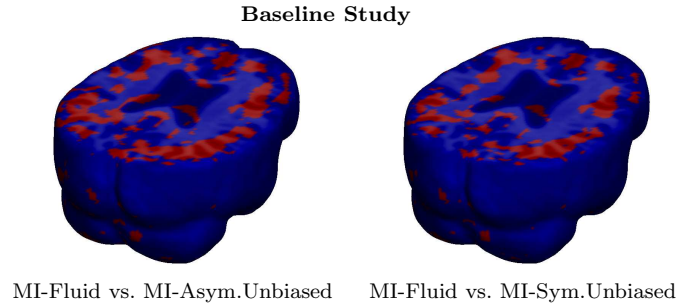 Baseline Study
MI-Fluid vs. MI-Asym.Unbiased
MI-Fluid vs. MI-Sym.Unbiased